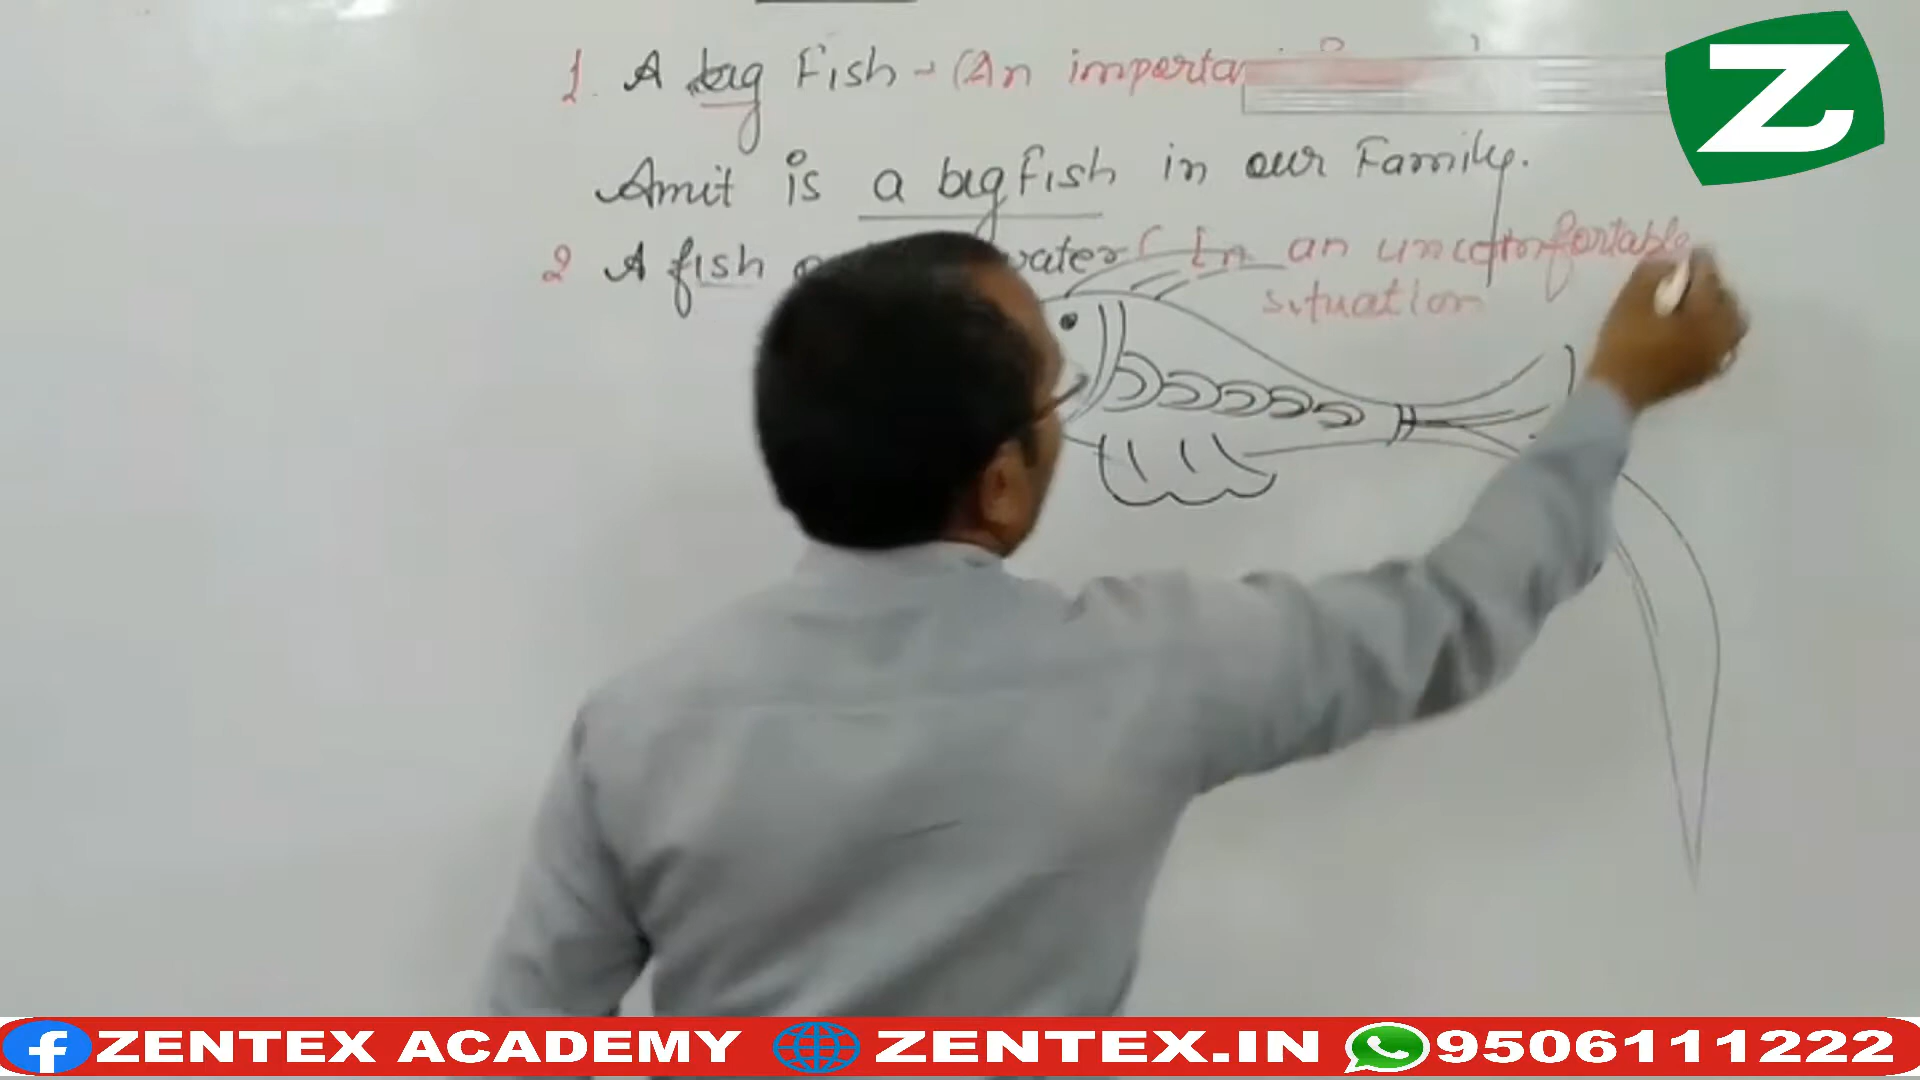 1. A big Fish - (An importa
Amit is a big Fish in our Family.
2 A fish water ( In an uncomfortable
situation
Z
ZENTEX ACADEMY ZENTEX.IN 9506111222